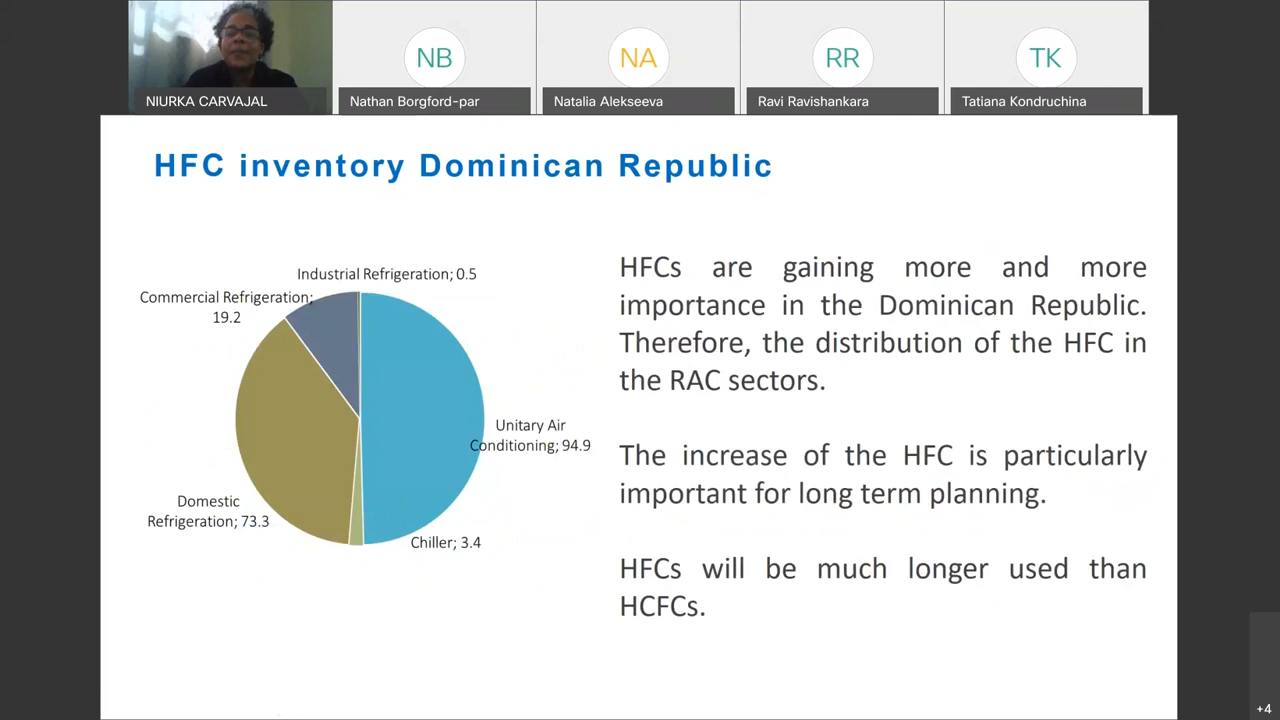 NB
NA
RR
TK
NIURKA CARVAJAL
Nathan Borgford-par
Natalia Alekseeva
Ravi Ravishankara
Tatiana Kondruchina
HFC inventory Dominican Republic
Industrial Refrigeration; 0.5
Commercial Refrigeration;
19.2
Unitary Air
Conditioning; 94.9
Domestic
Refrigeration; 73.3
Chiller; 3.4
HFCs are gaining more and more
importance in the Dominican Republic.
Therefore, the distribution of the HFC in
the RAC sectors.
The increase of the HFC is particularly
important for long term planning.
HFCs will be much longer used than
HCFCs.
+4